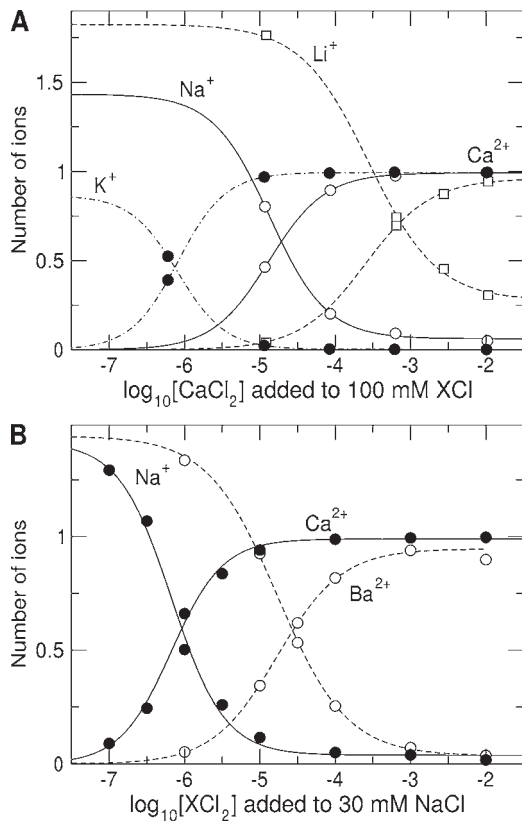 A
Li⁺
Na⁺
Ca²⁺
K⁺
Number of ions
1.5
1
0.5
0
-7 -6 -5 -4 -3 -2
log₁₀[CaCl₂] added to 100 mM XCl
B
Na⁺
Ca²⁺
Ba²⁺
Number of ions
1
0.5
0
-7 -6 -5 -4 -3 -2
log₁₀[XCl₂] added to 30 mM NaCl